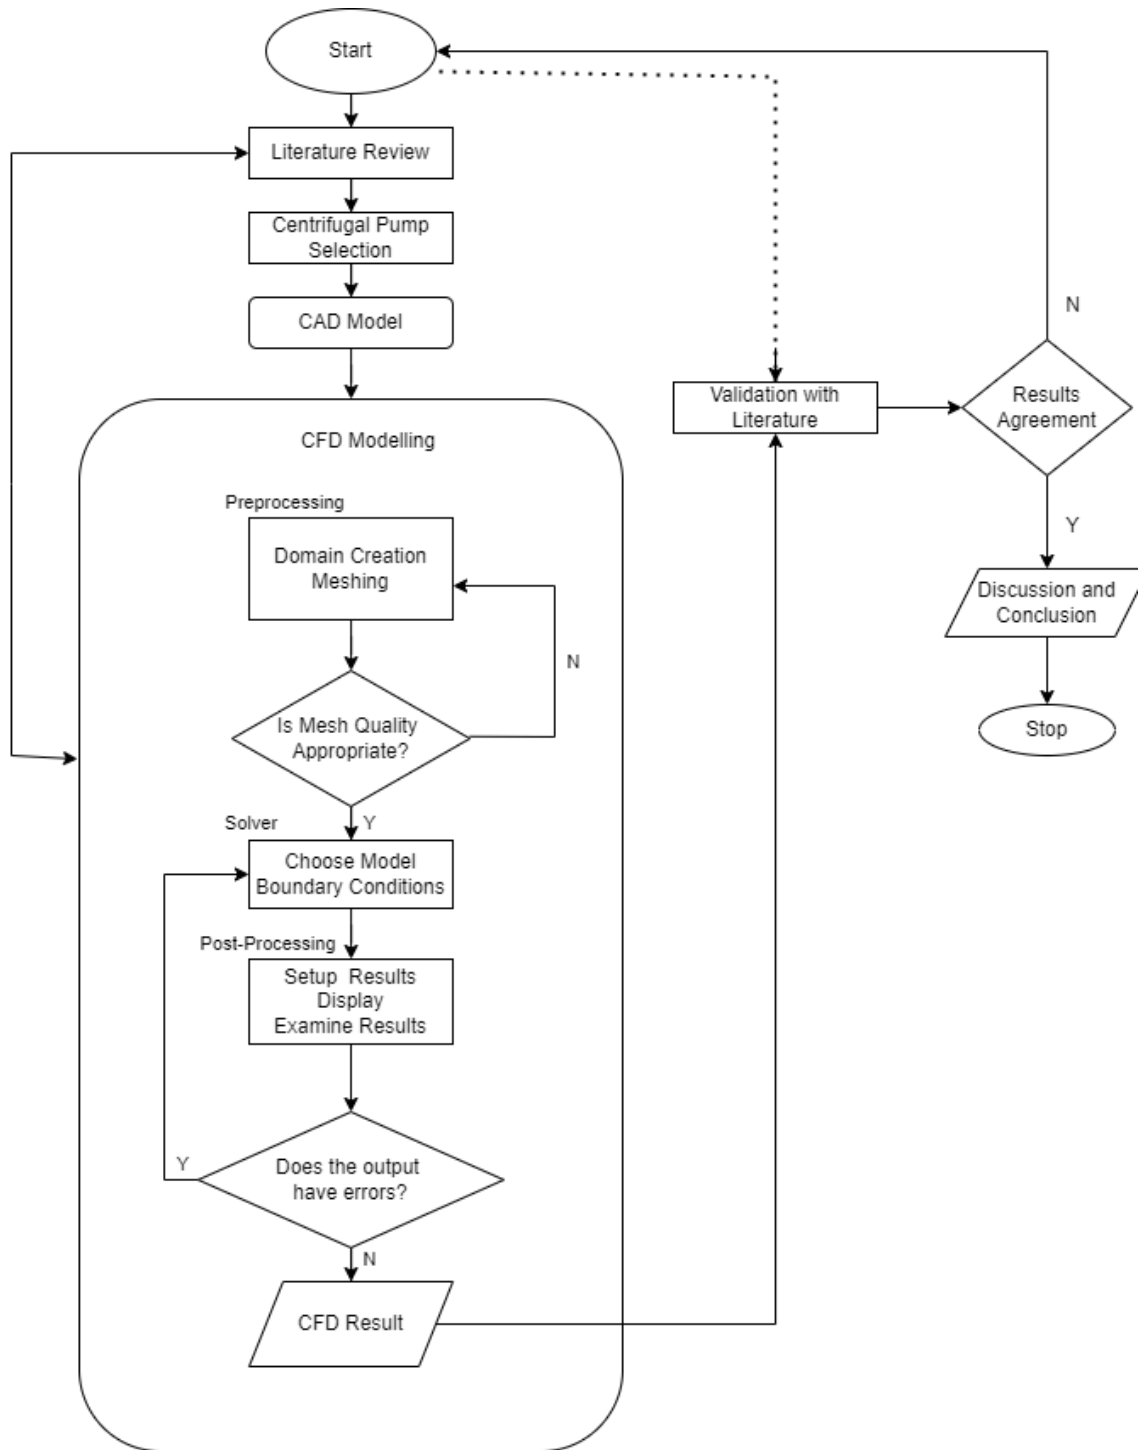 Start
Literature Review
Centrifugal Pump
Selection
CAD Model
CFD Modelling
Preprocessing
Domain Creation
Meshing
N
Is Mesh Quality
Appropriate?
Y
Solver
Choose Model
Boundary Conditions
Post-Processing
Setup Results
Display
Examine Results
Does the output
have errors?
Y
N
CFD Result
Validation with
Literature
Results
Agreement
N
Y
Discussion and
Conclusion
Stop